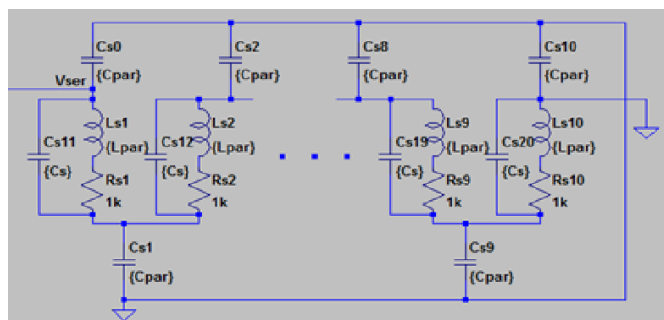 Cs0 Cs2 Cs8 Cs10
{Cpar} {Cpar} {Cpar} {Cpar}
Vser
Ls1 Ls2 Ls9 Ls10
Cs11 {Lpar} Cs12 {Lpar} Cs19 {Lpar} Cs20 {Lpar}
{Cs} Rs1 {Cs} Rs2 {Cs} Rs9 {Cs} Rs10
1k 1k 1k 1k
Cs1 Cs9
{Cpar} {Cpar}